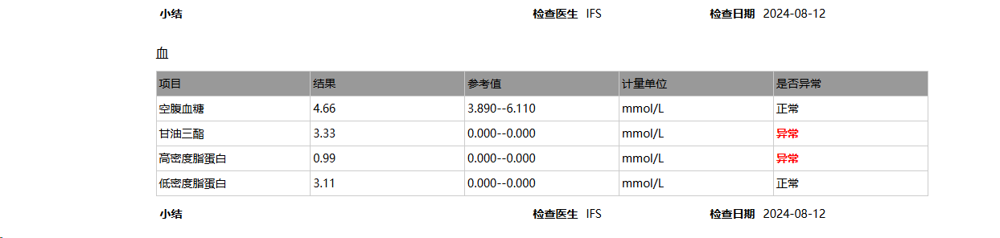 小结 检查医生 IFS 检查日期 2024-08-12
血
项目 结果 参考值 计量单位 是否异常
空腹血糖 4.66 3.890--6.110 mmol/L 正常
甘油三酯 3.33 0.000--0.000 mmol/L 异常
高密度脂蛋白 0.99 0.000--0.000 mmol/L 异常
低密度脂蛋白 3.11 0.000--0.000 mmol/L 正常
小结 检查医生 IFS 检查日期 2024-08-12